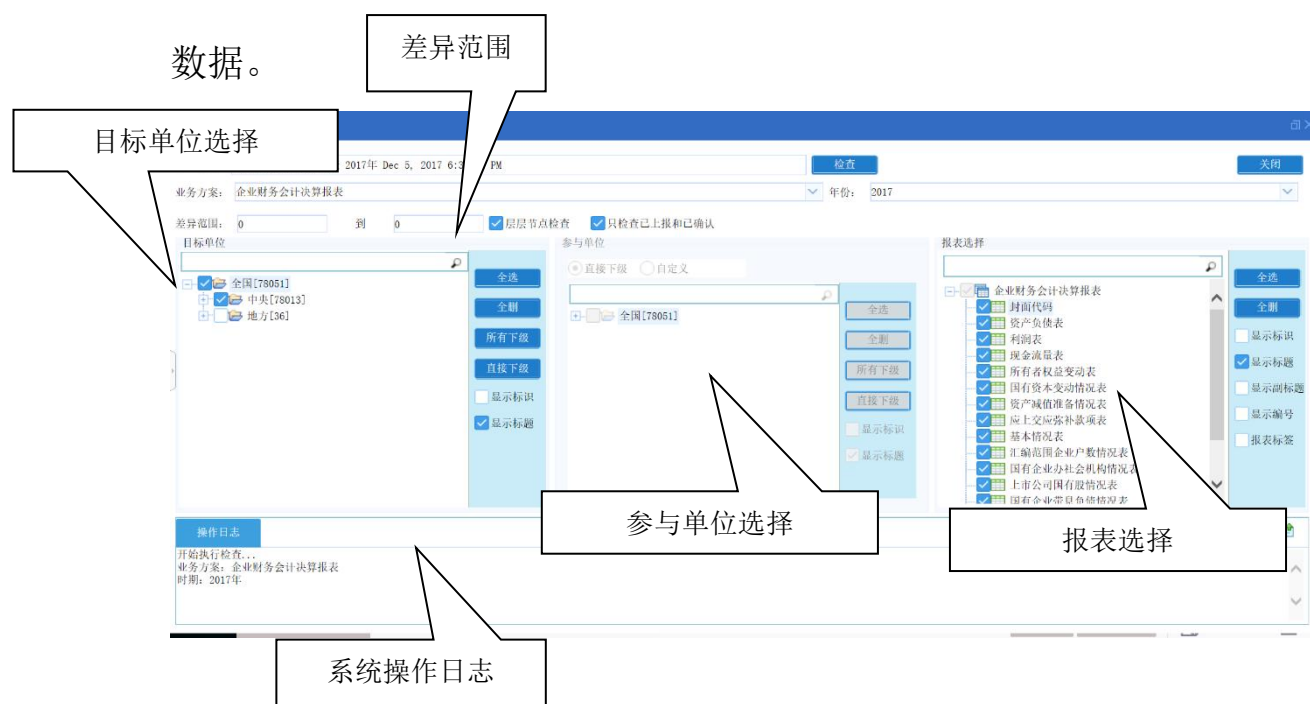 数据。
差异范围
目标单位选择
2017年 Dec 5, 2017 6:3 PM
检查
关闭
业务方案: 企业财务会计决算报表
年份: 2017
差异范围: 0 到 0 层层节点检查 只检查已上报和已确认
目标单位
参与单位
报表选择
全国[78051]
中央[78013]
地方[36]
全选
全删
所有下级
直接下级
显示标识
显示标题
直接下级 自定义
全国[78051]
全选
全删
所有下级
直接下级
显示标识
显示标题
企业财务会计决算报表
封面代码
资产负债表
利润表
现金流量表
所有者权益变动表
国有资本变动情况表
资产减值准备情况表
应上交应弥补款项表
基本情况表
汇编范围企业户数情况表
国有企业办社会机构情况表
上市公司国有股情况表
国有企业带息负债情况表
全选
全删
显示标识
显示标题
显示副标题
显示编号
报表标签
参与单位选择
报表选择
操作日志
开始执行检查...
业务方案: 企业财务会计决算报表
时期: 2017年
系统操作日志